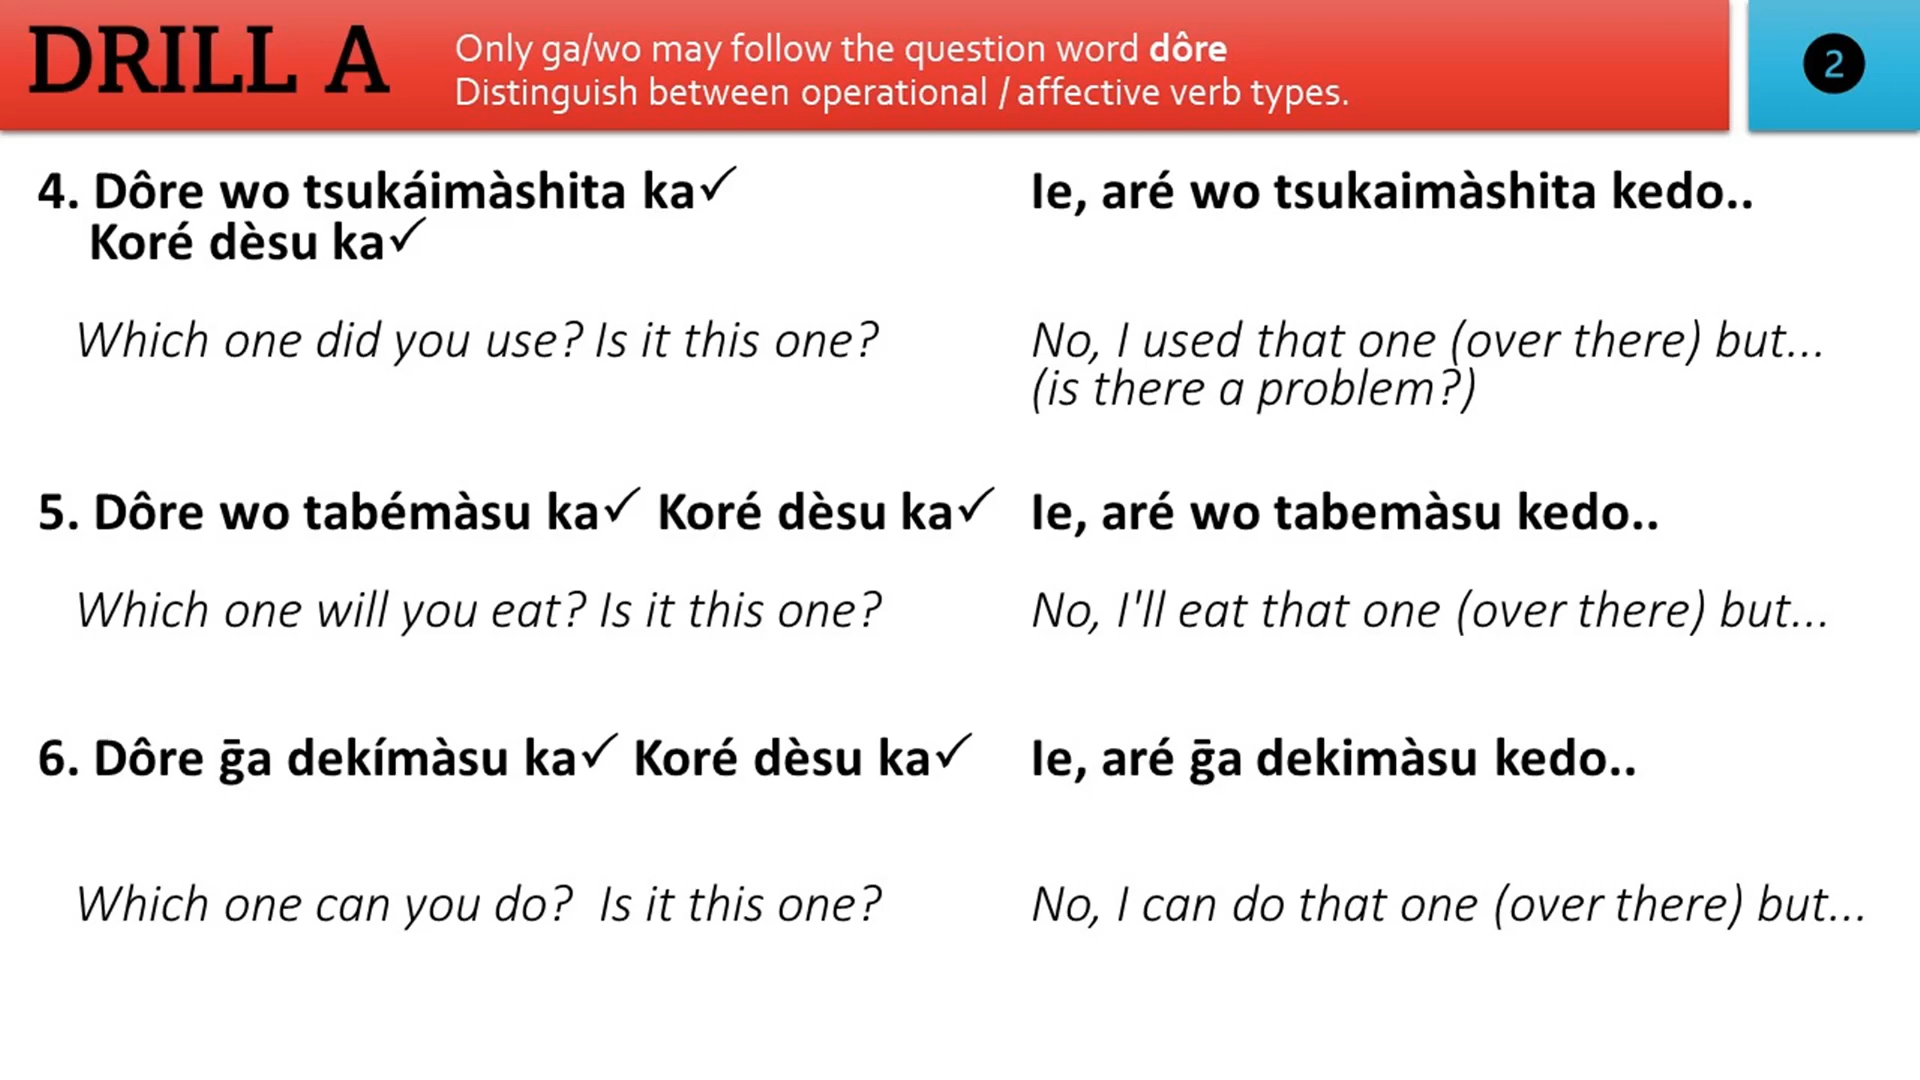 DRILL A
Only ga/wo may follow the question word dôre
Distinguish between operational / affective verb types.
2
4. Dôre wo tsukáimàshita ka✓
Koré dèsu ka✓
Ie, aré wo tsukaimàshita kedo..
Which one did you use? Is it this one?
No, I used that one (over there) but...
(is there a problem?)
5. Dôre wo tabémàsu ka✓ Koré dèsu ka✓
Ie, aré wo tabemàsu kedo..
Which one will you eat? Is it this one?
No, I'll eat that one (over there) but...
6. Dôre ḡa dekímàsu ka✓ Koré dèsu ka✓
Ie, aré ḡa dekimàsu kedo..
Which one can you do? Is it this one?
No, I can do that one (over there) but...